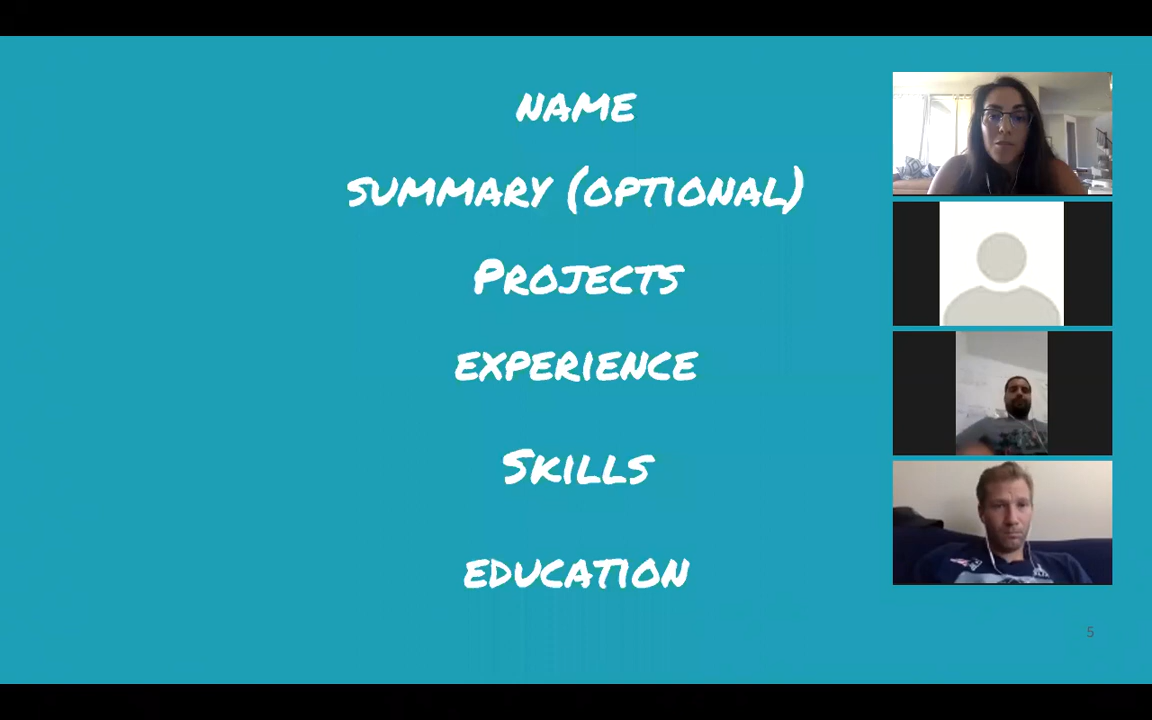 NAME
SUMMARY (OPTIONAL)
PROJECTS
EXPERIENCE
SKILLS
EDUCATION
5